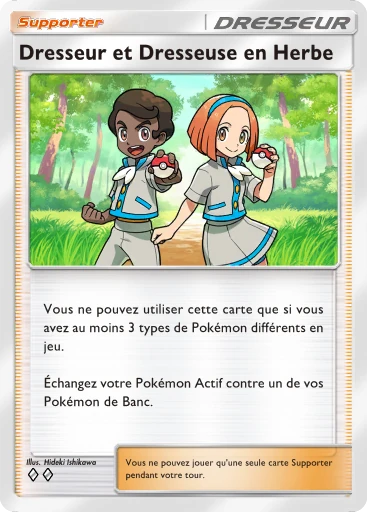 Supporter
DRESSEUR
Dresseur et Dresseuse en Herbe
Vous ne pouvez utiliser cette carte que si vous
avez au moins 3 types de Pokémon différents en
jeu.
Échangez votre Pokémon Actif contre un de vos
Pokémon de Banc.
Illus. Hideki Ishikawa
Vous ne pouvez jouer qu'une seule carte Supporter
pendant votre tour.